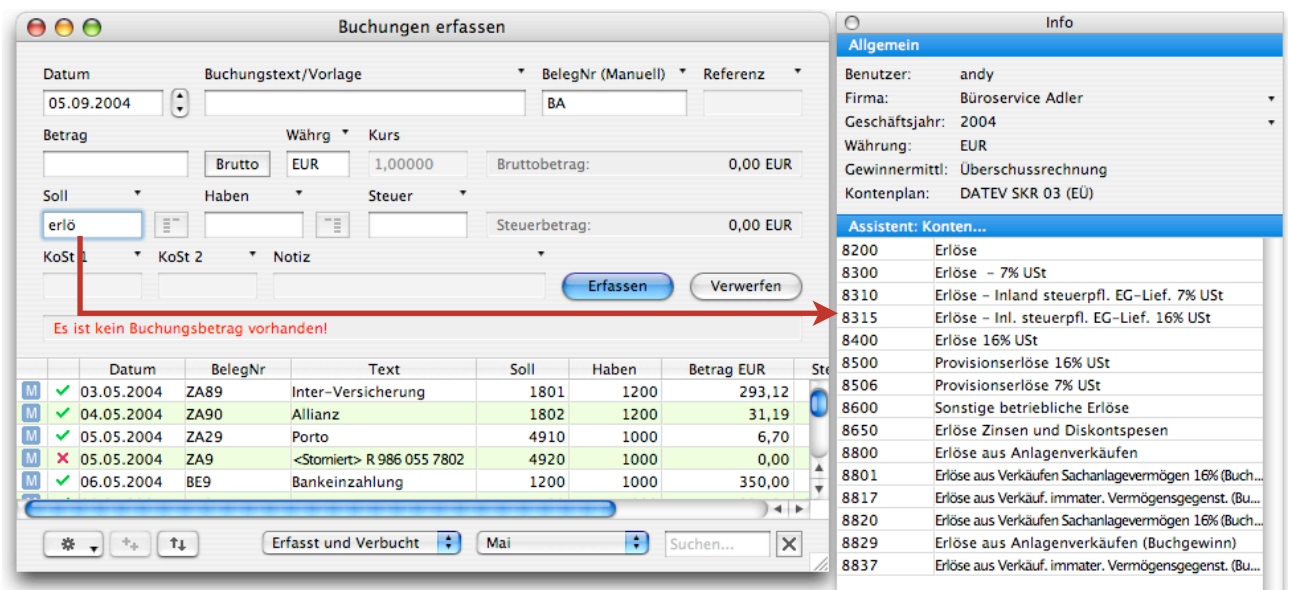 Buchungen erfassen
Datum Buchungstext/Vorlage BelegNr (Manuell) Referenz
05.09.2004 BA
Betrag Währg Kurs
Brutto EUR 1,00000 Bruttobetrag: 0,00 EUR
Soll Haben Steuer
erlö Steuerbetrag: 0,00 EUR
KoSt 1 KoSt 2 Notiz
Erfassen Verwerfen
Es ist kein Buchungsbetrag vorhanden!
Datum BelegNr Text Soll Haben Betrag EUR Ste
M 03.05.2004 ZA89 Inter-Versicherung 1801 1200 293,12
M 04.05.2004 ZA90 Allianz 1802 1200 31,19
M 05.05.2004 ZA29 Porto 4910 1000 6,70
M 05.05.2004 ZA9 <Storniert> R 986 055 7802 4920 1000 0,00
M 06.05.2004 BE9 Bankeinzahlung 1200 1000 350,00
Erfasst und Verbucht Mai Suchen...
Info
Allgemein
Benutzer: andy
Firma: Büroservice Adler
Geschäftsjahr: 2004
Währung: EUR
Gewinnermittl: Überschussrechnung
Kontenplan: DATEV SKR 03 (EÜ)
Assistent: Konten...
8200 Erlöse
8300 Erlöse – 7% USt
8310 Erlöse – Inland steuerpfl. EG-Lief. 7% USt
8315 Erlöse – Inl. steuerpfl. EG-Lief. 16% USt
8400 Erlöse 16% USt
8500 Provisionserlöse 16% USt
8506 Provisionserlöse 7% USt
8600 Sonstige betriebliche Erlöse
8650 Erlöse Zinsen und Diskontspesen
8800 Erlöse aus Anlagenverkäufen
8801 Erlöse aus Verkäufen Sachanlagevermögen 16% (Buch...
8817 Erlöse aus Verkäuf. immater. Vermögensgegenst. (Bu...
8820 Erlöse aus Verkäufen Sachanlagevermögen 16% (Buch...
8829 Erlöse aus Anlagenverkäufen (Buchgewinn)
8837 Erlöse aus Verkäuf. immater. Vermögensgegenst. (Bu...